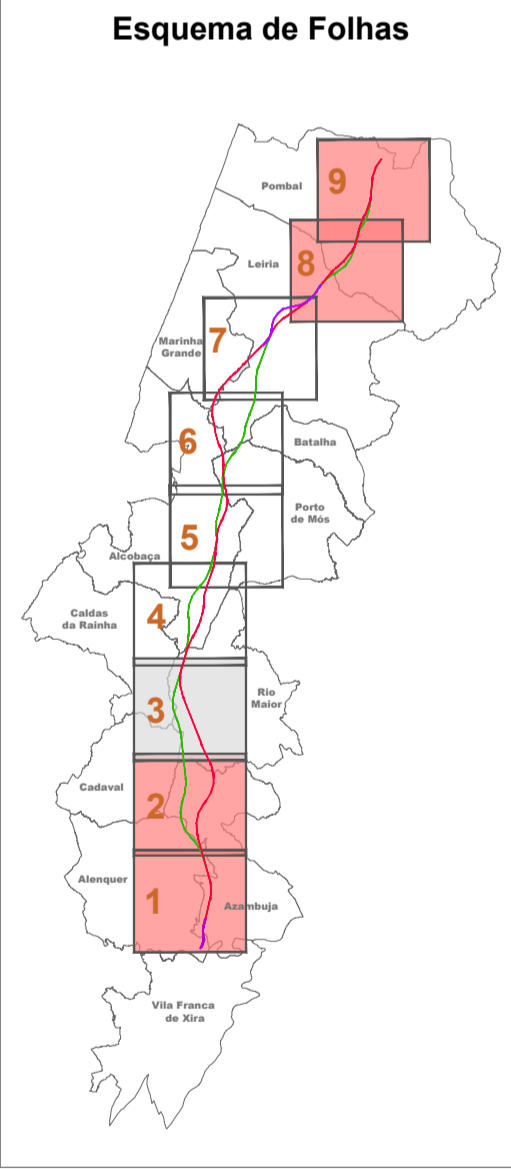 Esquema de Folhas
9
Pombal
8
Leiria
7
Marinha
Grande
6
Batalha
Porto
de Mós
5
Alcobaça
4
Caldas
da Rainha
Rio
Maior
3
Cadaval
2
Alenquer
1
Azambuja
Vila Franca
de Xira